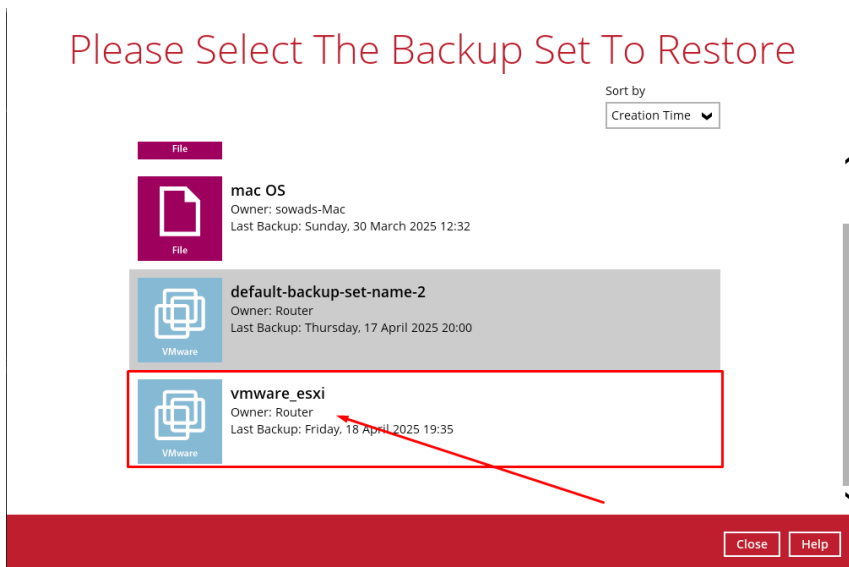 Please Select The Backup Set To Restore
Sort by
Creation Time
File
mac OS
Owner: sowads-Mac
Last Backup: Sunday, 30 March 2025 12:32
File
default-backup-set-name-2
Owner: Router
Last Backup: Thursday, 17 April 2025 20:00
VMware
vmware_esxi
Owner: Router
Last Backup: Friday, 18 April 2025 19:35
VMware
Close
Help